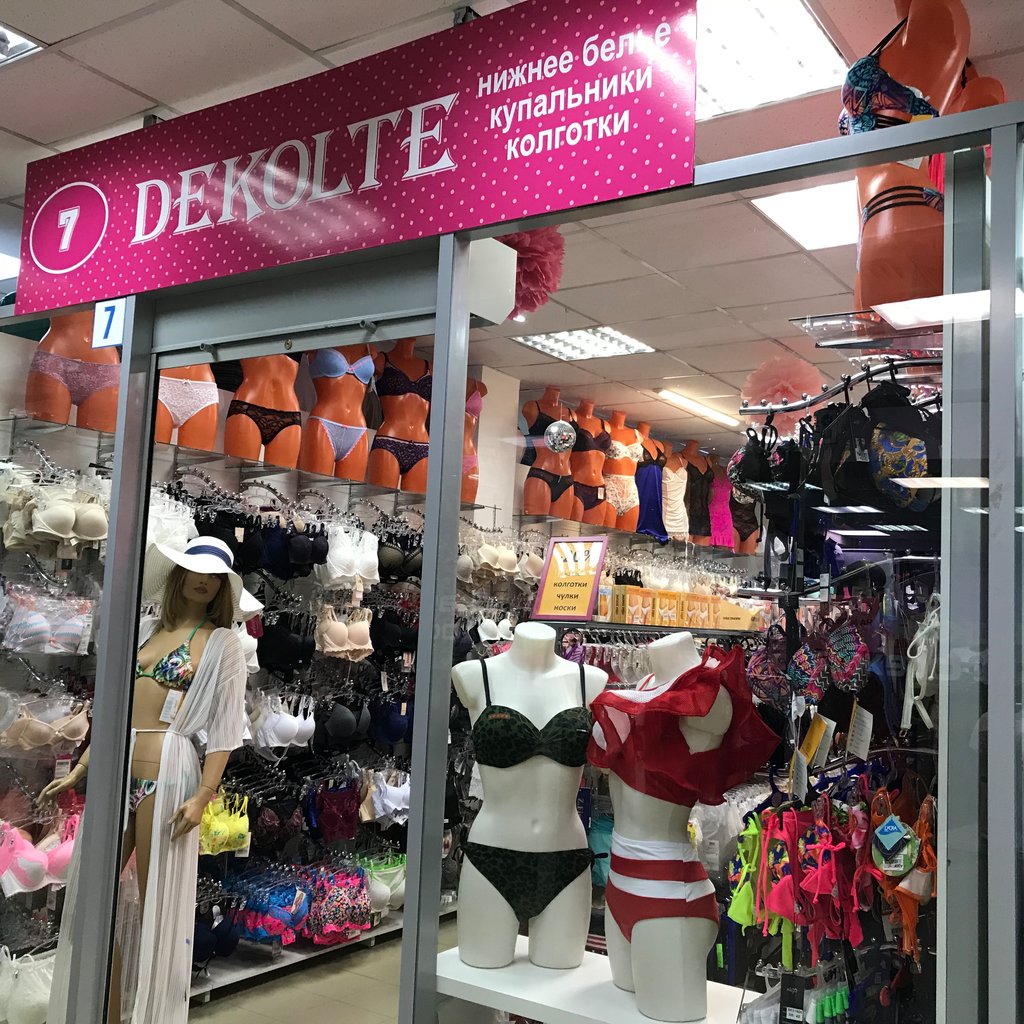 7
DEKOLTE
нижнее белье
купальники
колготки
7
колготки
чулки
носки